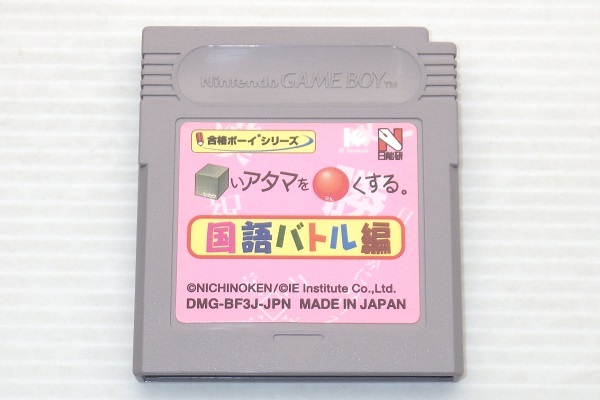 Nintendo GAME BOY™
合格ボーイ®シリーズ
日能研
いアタマを くする。
国語バトル編
©NICHINOKEN/©IE Institute Co.,Ltd.
DMG-BF3J-JPN MADE IN JAPAN